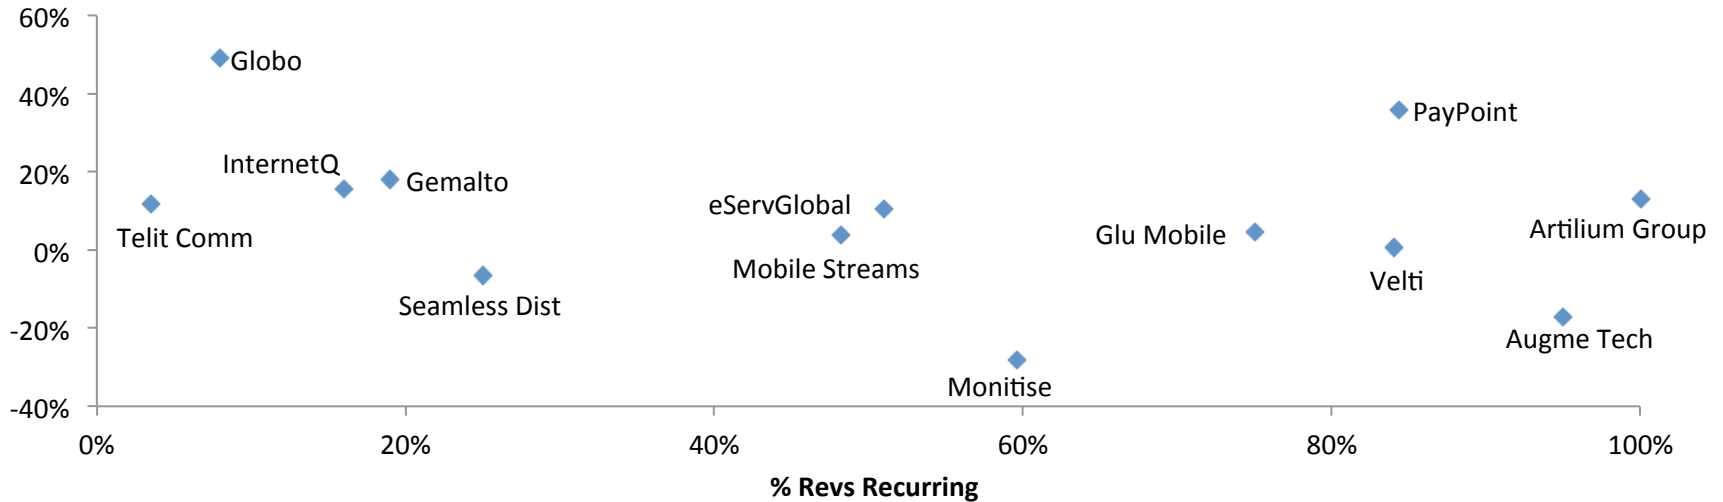 60%
Globo
40%
PayPoint
InternetQ
20%
Gemalto
eServGlobal
Telit Comm
Glu Mobile
Artilium Group
0%
Mobile Streams
Velti
Seamless Dist
-20%
Augme Tech
Monitise
-40%
0%
20%
40%
60%
80%
100%
% Revs Recurring